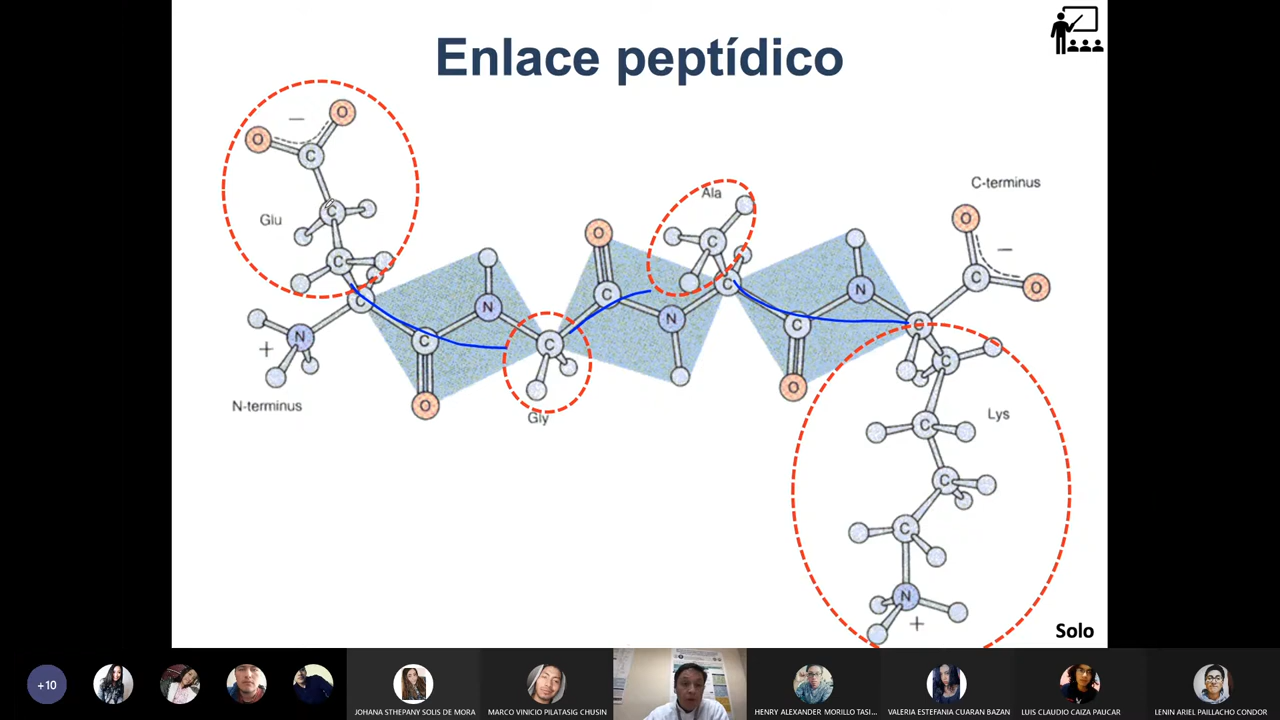 Enlace peptídico
O
O
C
Ala
C-terminus
Glu
C
O
O
C
C
C
C
O
N
C
C
N
N
C
N
C
C
C
C
+
O
O
C
N-terminus
Gly
C
Lys
C
C
N
+
Solo
+10
JOHANA STHEPANY SOLIS DE MORA
MARCO VINICIO PILATASIG CHUSIN
HENRY ALEXANDER MORILLO TASI...
VALERIA ESTEFANIA CUARAN BAZAN
LUIS CLAUDIO CAIZA PAUCAR
LENIN ARIEL PAILLACHO CONDOR